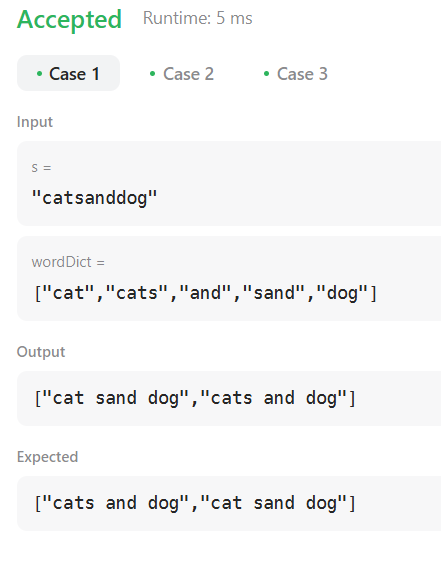 Accepted Runtime: 5 ms
• Case 1 • Case 2 • Case 3
Input
s =
"catsanddog"
wordDict =
["cat","cats","and","sand","dog"]
Output
["cat sand dog","cats and dog"]
Expected
["cats and dog","cat sand dog"]